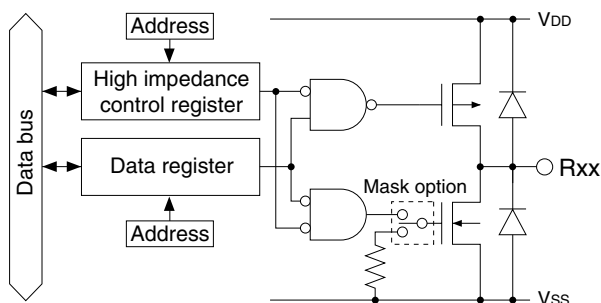 Address
VDD
High impedance
control register
Data bus
Data register
Rxx
Mask option
Address
VSS